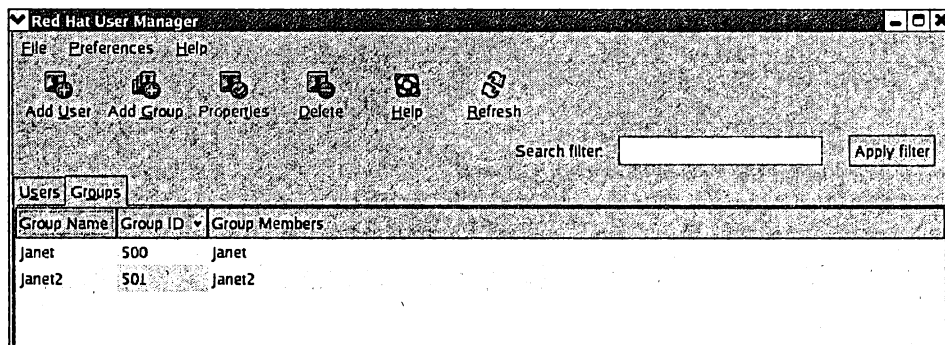 Red Hat User Manager
File Preferences Help
Add User Add Group Properties Delete Help Refresh
Search filter: Apply filter
Users Groups
Group Name Group ID Group Members
Janet 500 Janet
Janet2 501 Janet2